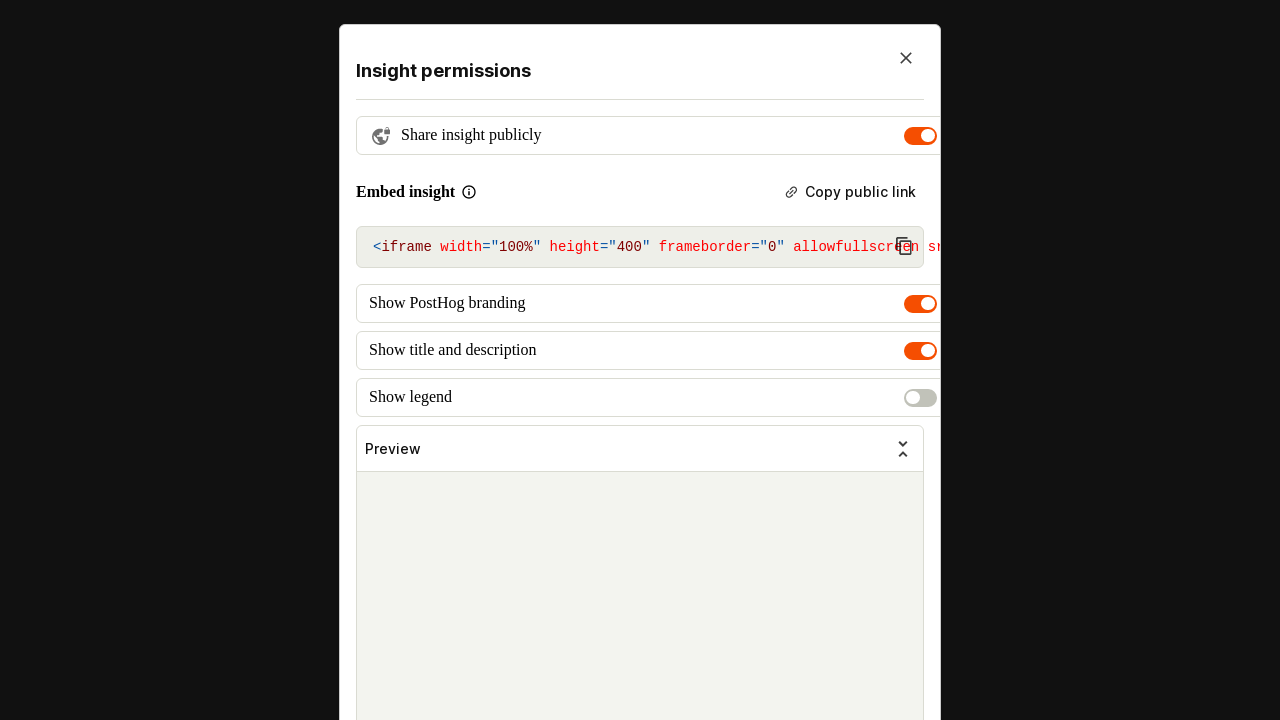 Insight permissions
Share insight publicly
Embed insight
Copy public link
<iframe width="100%" height="400" frameborder="0" allowfullscreen sr
Show PostHog branding
Show title and description
Show legend
Preview